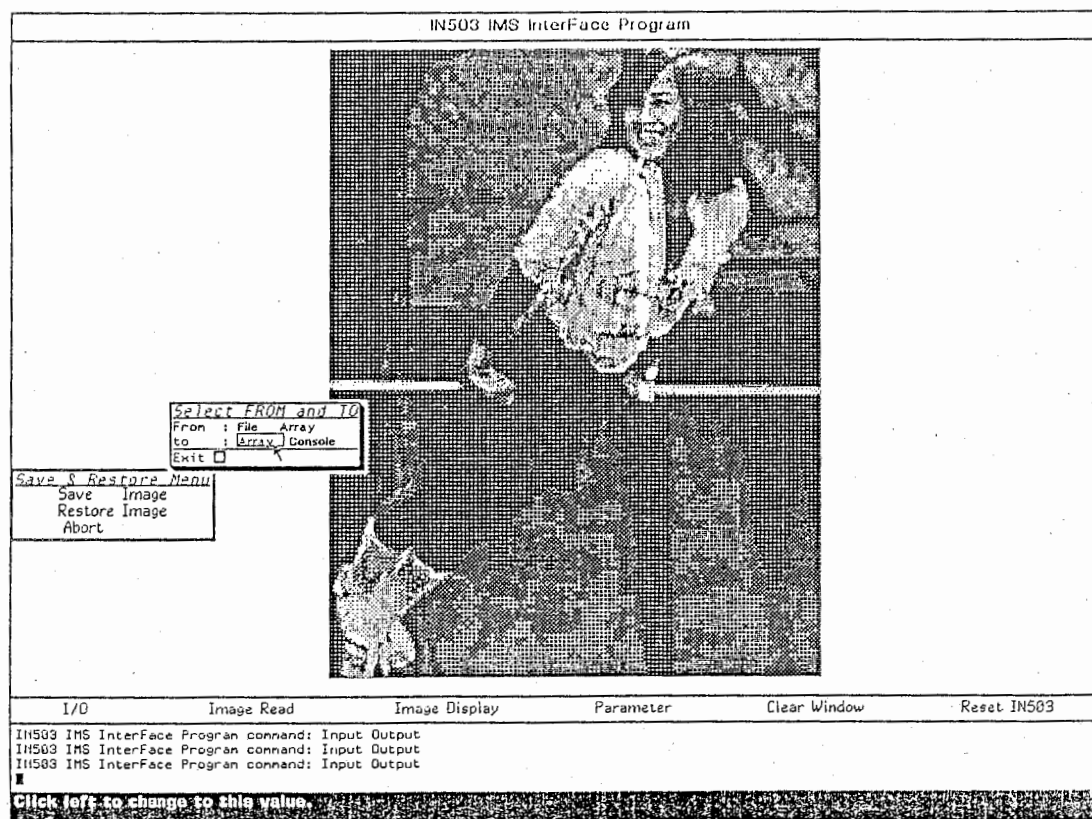 IN503 IMS InterFace Program
Select FROM and TO
From : File Array
to : Array Console
Exit
Save & Restore Menu
Save Image
Restore Image
Abort
I/O Image Read Image Display Parameter Clear Window Reset IN503
IN503 IMS InterFace Program command: Input Output
IN503 IMS InterFace Program command: Input Output
IN503 IMS InterFace Program command: Input Output
Click left to change to this value.